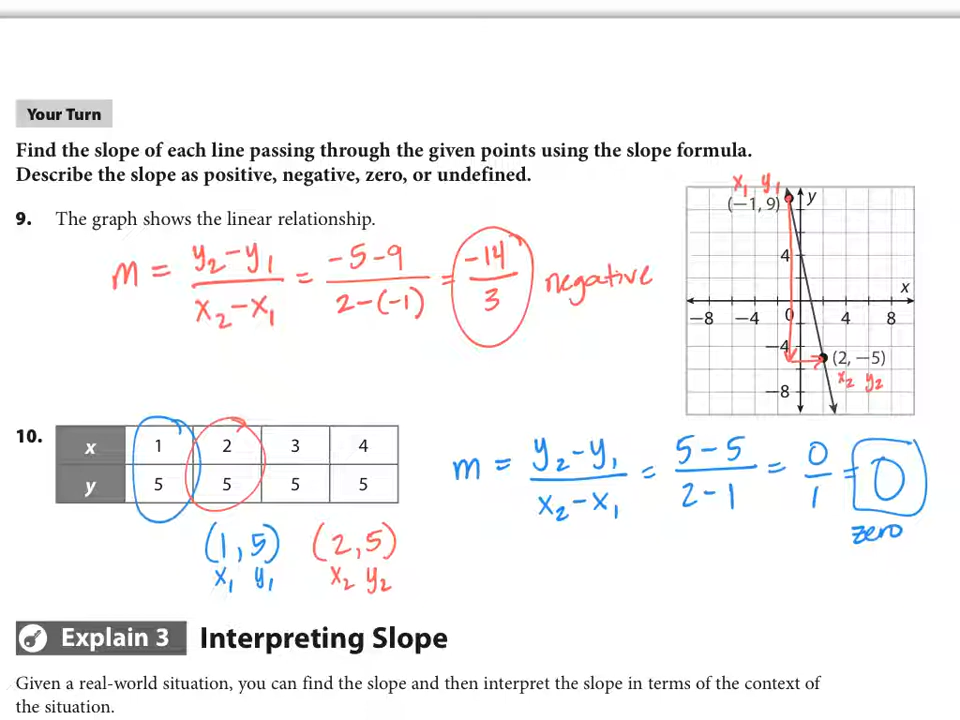 Your Turn
Find the slope of each line passing through the given points using the slope formula.
Describe the slope as positive, negative, zero, or undefined.
9. The graph shows the linear relationship.
m = y₂-y₁ / x₂-x₁ = -5-9 / 2-(-1) = -14 / 3 negative
x₁ y₁
(−1, 9) y
4
x
−8 −4 0 4 8
−4
(2, −5)
x₂ y₂
−8
10. x 1 2 3 4
y 5 5 5 5
m = y₂-y₁ / x₂-x₁ = 5-5 / 2-1 = 0 / 1 = 0
zero
(1,5) (2,5)
x₁ y₁ x₂ y₂
Explain 3 Interpreting Slope
Given a real-world situation, you can find the slope and then interpret the slope in terms of the context of
the situation.